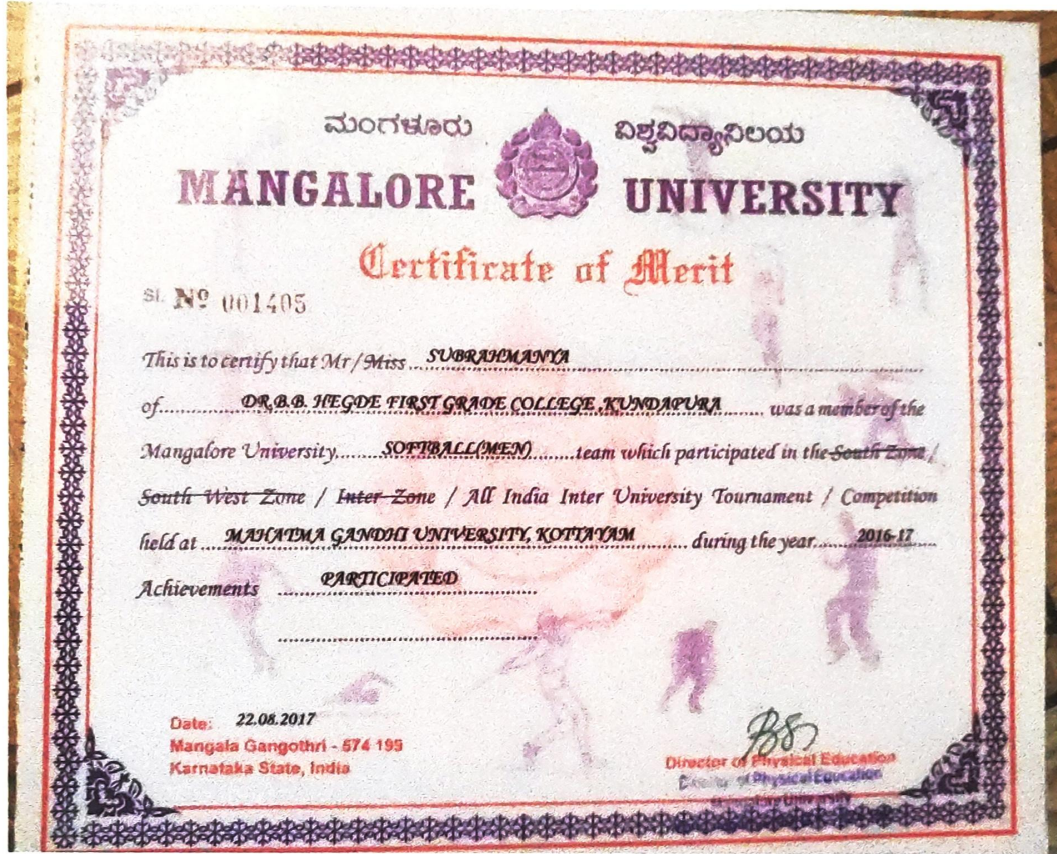 ಮಂಗಳೂರು ವಿಶ್ವವಿದ್ಯಾನಿಲಯ
MANGALORE UNIVERSITY
Certificate of Merit
Sl. Nº 001405
This is to certify that Mr / Miss SUBRAHMANYA
of DR.B.B. HEGDE FIRST GRADE COLLEGE ,KUNDAPURA was a member of the
Mangalore University SOFTBALL(MEN) team which participated in the South Zone /
South West Zone / Inter Zone / All India Inter University Tournament / Competition
held at MAHATMA GANDHI UNIVERSITY, KOTTAYAM during the year 2016-17
Achievements PARTICIPATED
Date: 22.08.2017
Mangala Gangothri - 574 199
Karnataka State, India
Director of Physical Education
Director of Physical Education